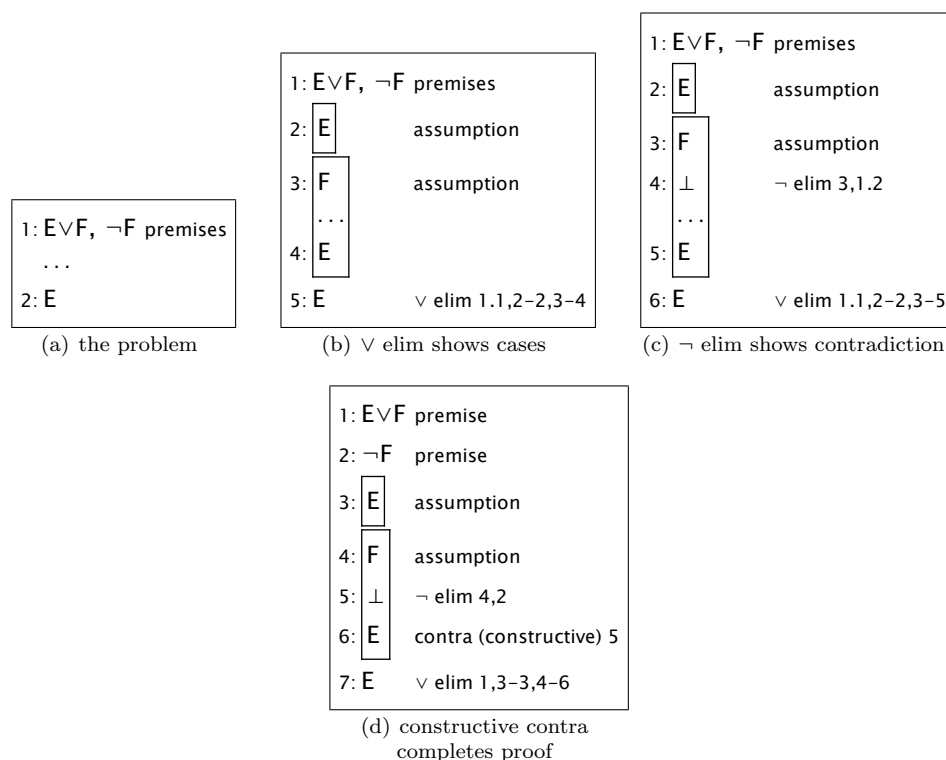 1: E∨F, ¬F premises
...
2: E
(a) the problem
1: E∨F, ¬F premises
2: E assumption
3: F assumption
...
4: E
5: E ∨ elim 1.1,2-2,3-4
(b) ∨ elim shows cases
1: E∨F, ¬F premises
2: E assumption
3: F assumption
4: ⊥ ¬ elim 3,1.2
...
5: E
6: E ∨ elim 1.1,2-2,3-5
(c) ¬ elim shows contradiction
1: E∨F premise
2: ¬F premise
3: E assumption
4: F assumption
5: ⊥ ¬ elim 4,2
6: E contra (constructive) 5
7: E ∨ elim 1,3-3,4-6
(d) constructive contra
completes proof